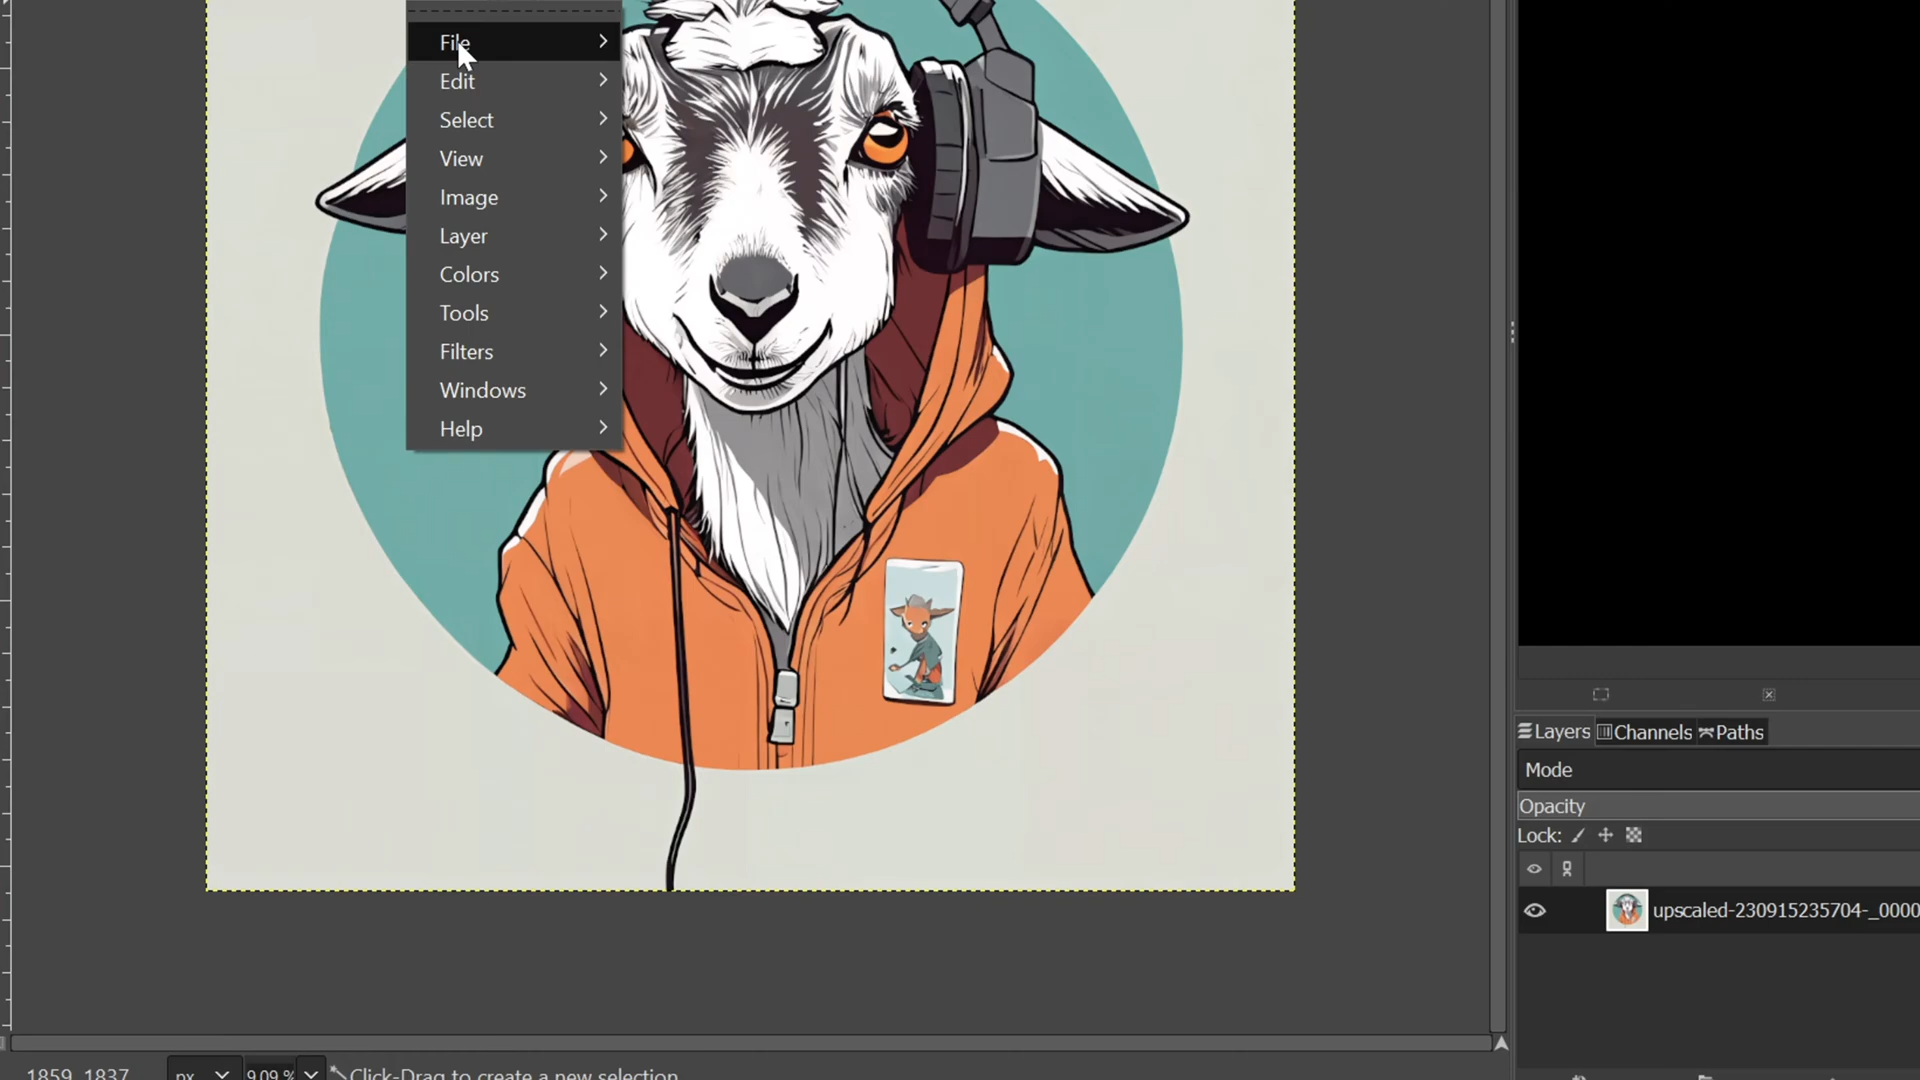 File
Edit
Select
View
Image
Layer
Colors
Tools
Filters
Windows
Help
Layers Channels Paths
Mode
Opacity
Lock:
upscaled-230915235704-_0000
1859, 1837 px 9.09 % Click-Drag to create a new selection